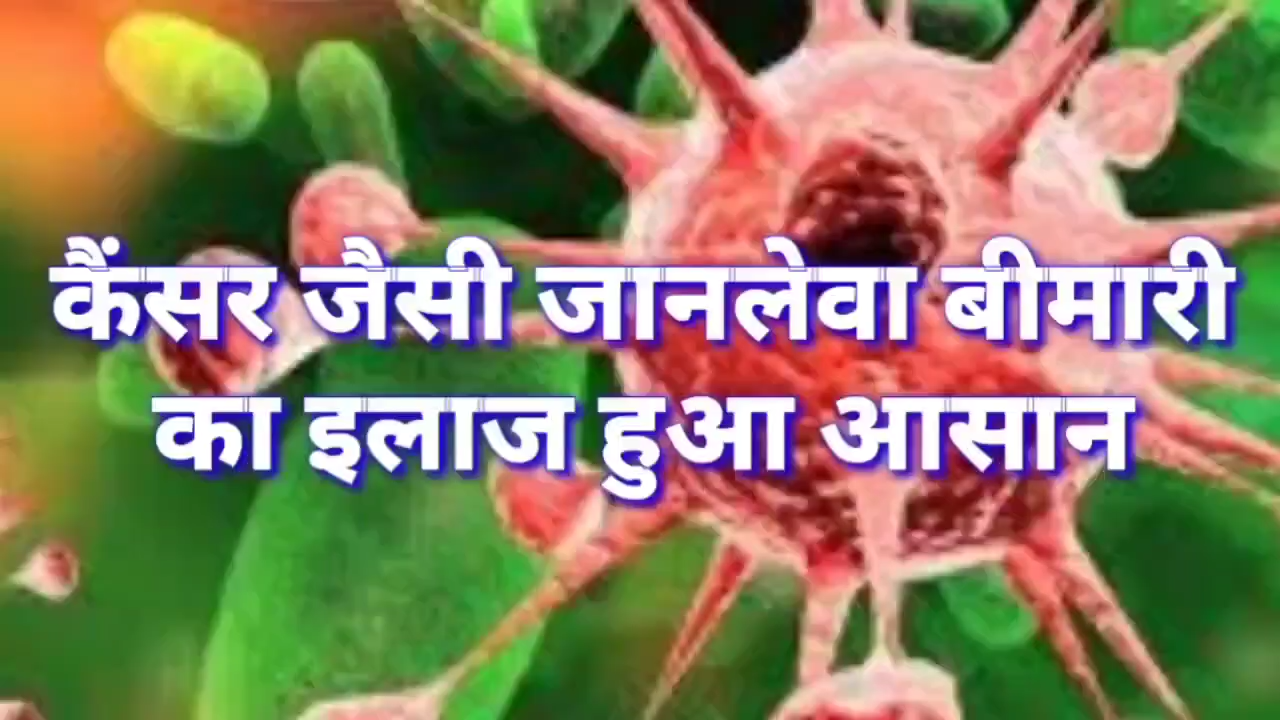 कैंसर जैसी जानलेवा बीमारी
का इलाज हुआ आसान